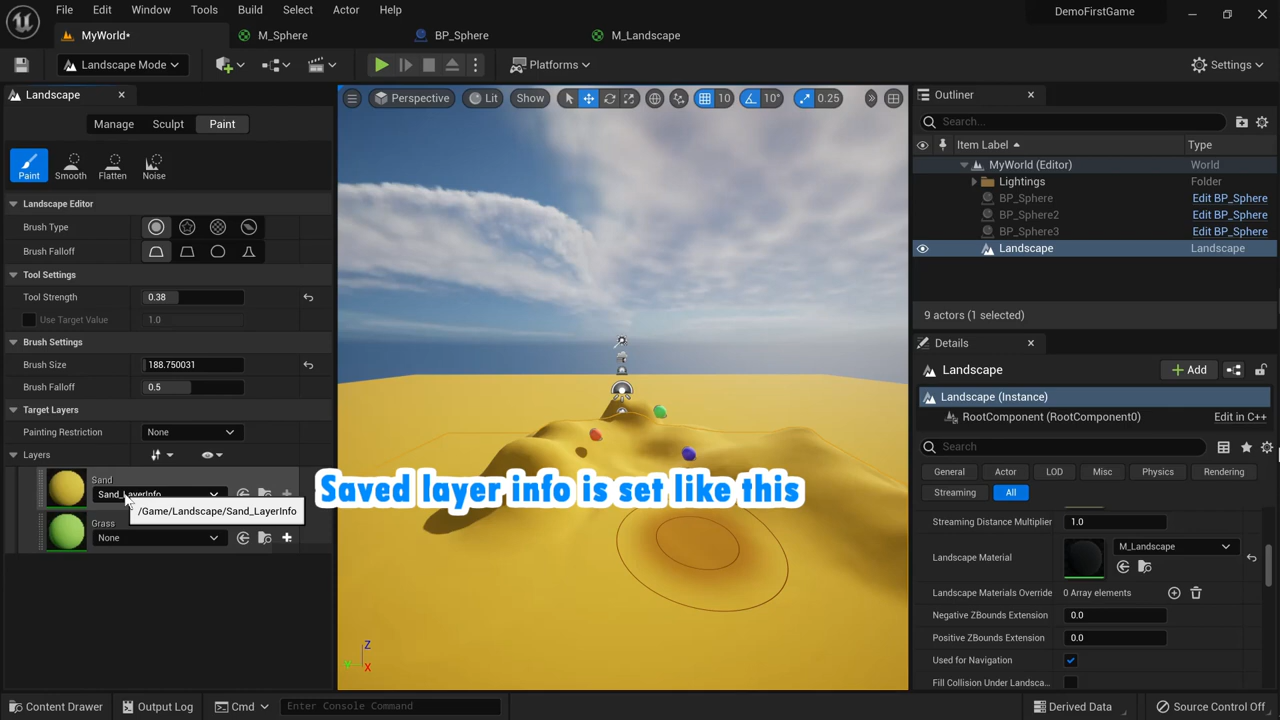 File Edit Window Tools Build Select Actor Help
DemoFirstGame
MyWorld*
M_Sphere
BP_Sphere
M_Landscape
Landscape Mode
Platforms
Settings
Landscape
Manage Sculpt Paint
Paint Smooth Flatten Noise
Landscape Editor
Brush Type
Brush Falloff
Tool Settings
Tool Strength 0.38
Use Target Value 1.0
Brush Settings
Brush Size 188.750031
Brush Falloff 0.5
Target Layers
Painting Restriction None
Layers
Sand
Sand_LayerInfo
/Game/Landscape/Sand_LayerInfo
Grass
None
Perspective Lit Show 10 10° 0.25
Saved layer info is set like this
Z
X
Outliner
Search...
Item Label Type
MyWorld (Editor) World
Lightings Folder
BP_Sphere Edit BP_Sphere
BP_Sphere2 Edit BP_Sphere
BP_Sphere3 Edit BP_Sphere
Landscape Landscape
9 actors (1 selected)
Details
Landscape
Add
Landscape (Instance)
RootComponent (RootComponent0) Edit in C++
Search
General Actor LOD Misc Physics Rendering
Streaming All
Streaming Distance Multiplier 1.0
Landscape Material M_Landscape
Landscape Materials Override 0 Array elements
Negative ZBounds Extension 0.0
Positive ZBounds Extension 0.0
Used for Navigation
Fill Collision Under Landsca...
Content Drawer Output Log Cmd Enter Console Command
Derived Data Source Control Off